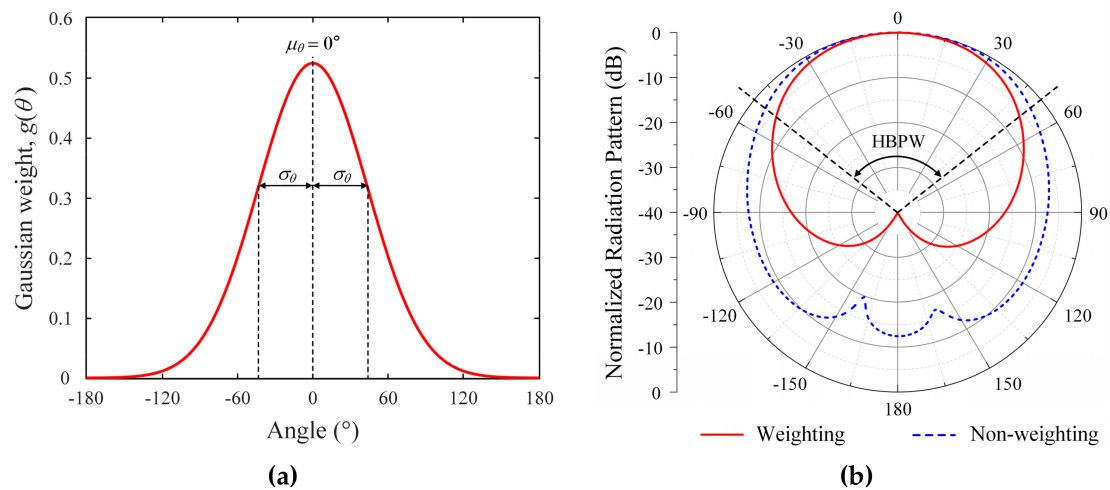 0.6
0.5
0.4
0.3
0.2
0.1
0
Gaussian weight, g(θ)
μθ = 0°
σθ σθ
-180 -120 -60 0 60 120 180
Angle (°)
(a)
0
-10
-20
-30
-40
-30
-20
-10
0
Normalized Radiation Pattern (dB)
0
-30 30
-60 60
HBPW
-90 90
-120 120
-150 150
180
Weighting Non-weighting
(b)